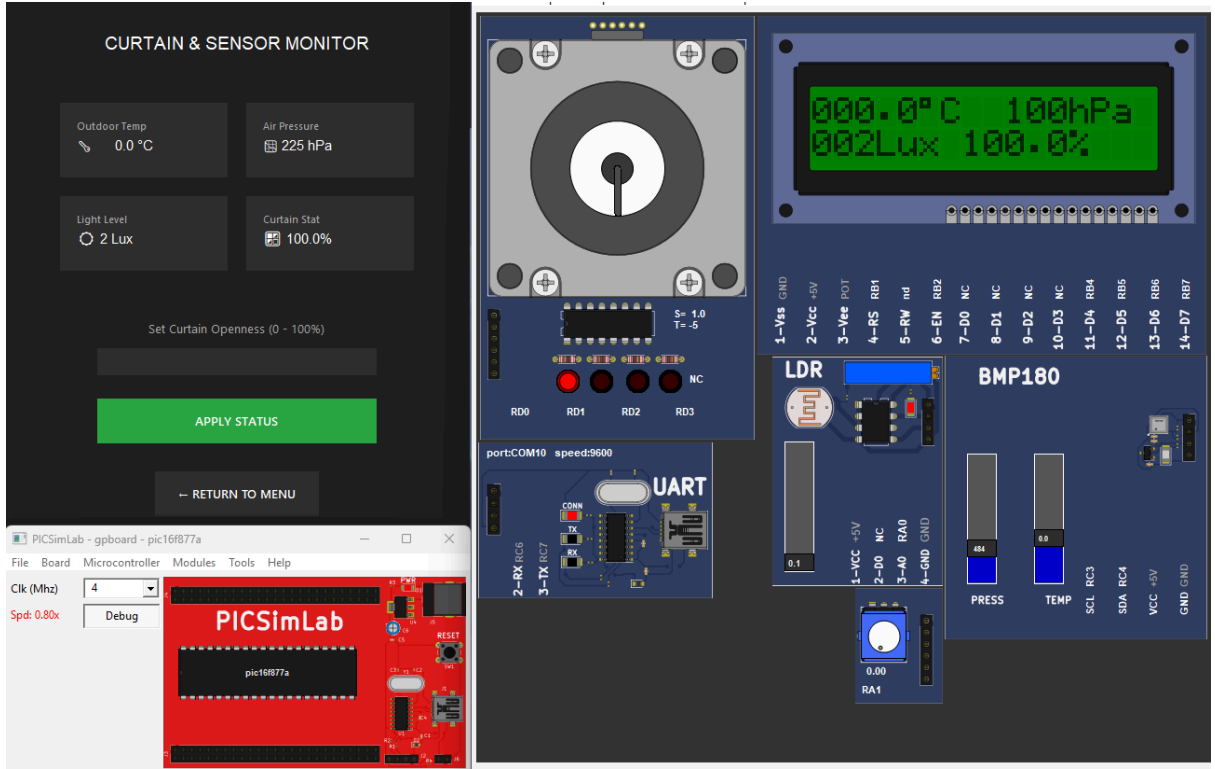 CURTAIN & SENSOR MONITOR
Outdoor Temp
0.0 °C
Air Pressure
225 hPa
Light Level
2 Lux
Curtain Stat
100.0%
Set Curtain Openness (0 - 100%)
APPLY STATUS
← RETURN TO MENU
PICSimLab - gpboard - pic16f877a
File Board Microcontroller Modules Tools Help
Clk (Mhz) 4
Spd: 0.80x Debug
PWR
PICSimLab
RESET
pic16f877a
S= 1.0
T= -5
NC
RD0 RD1 RD2 RD3
000.0°C 100hPa
002Lux 100.0%
1-Vss GND
2-Vcc +5V
3-Vee POT
4-RS RB1
5-RW nd
6-EN RB2
7-D0 NC
8-D1 NC
9-D2 NC
10-D3 NC
11-D4 RB4
12-D5 RB5
13-D6 RB6
14-D7 RB7
port:COM10 speed:9600
UART
CONN
TX
RX
2-RX RC6
3-TX RC7
LDR
0.1
1-VCC +5V
2-D0 NC
3-A0 RA0
4-GND GND
BMP180
484
0.0
PRESS TEMP
SCL RC3
SDA RC4
VCC +5V
GND GND
0.00
RA1